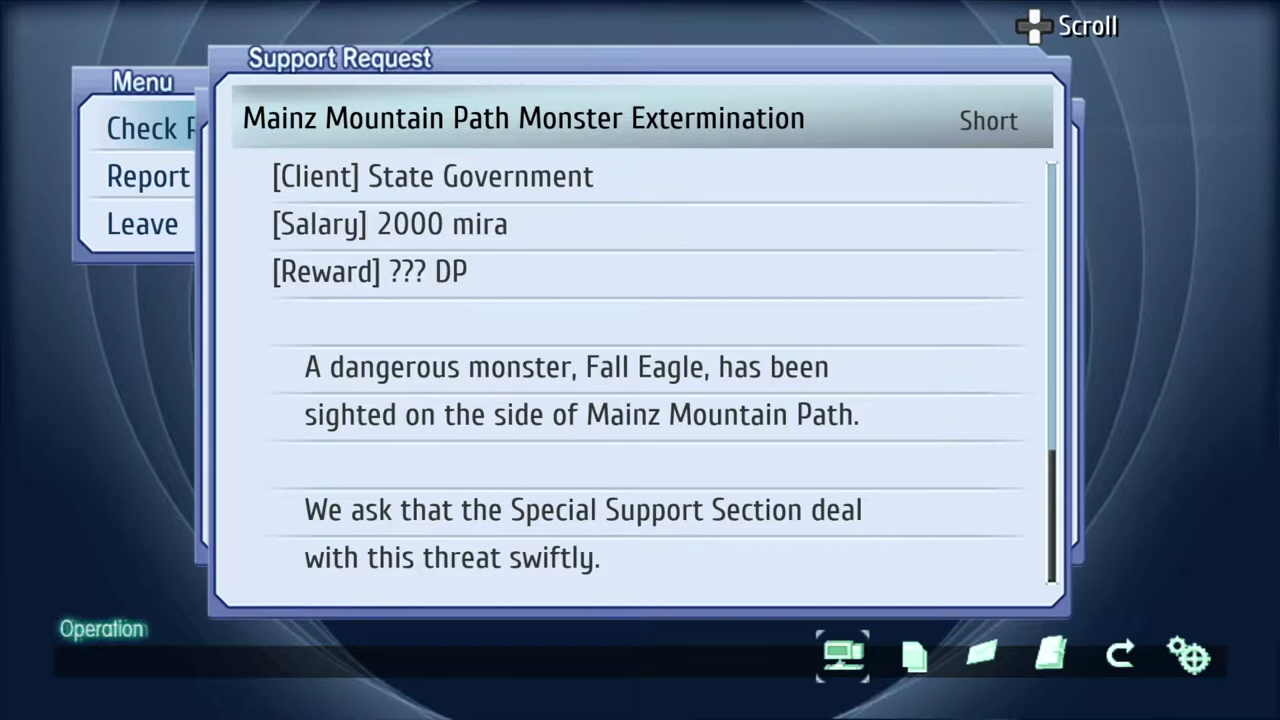 Scroll
Support Request
Menu
Mainz Mountain Path Monster Extermination Short
Check
Report
Leave
[Client] State Government
[Salary] 2000 mira
[Reward] ??? DP
A dangerous monster, Fall Eagle, has been
sighted on the side of Mainz Mountain Path.
We ask that the Special Support Section deal
with this threat swiftly.
Operation